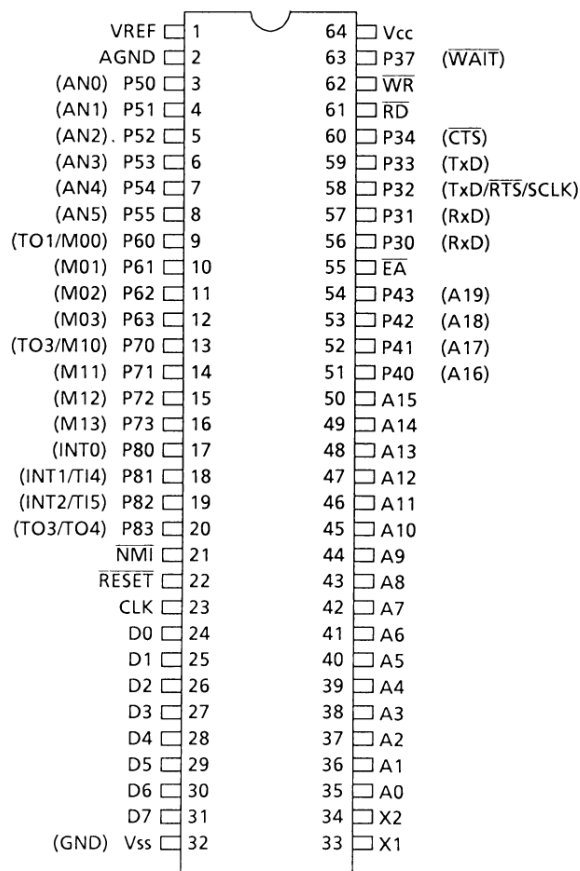 VREF 1 64 Vcc
AGND 2 63 P37 (WAIT)
(AN0) P50 3 62 WR
(AN1) P51 4 61 RD
(AN2). P52 5 60 P34 (CTS)
(AN3) P53 6 59 P33 (TxD)
(AN4) P54 7 58 P32 (TxD/RTS/SCLK)
(AN5) P55 8 57 P31 (RxD)
(TO1/M00) P60 9 56 P30 (RxD)
(M01) P61 10 55 EA
(M02) P62 11 54 P43 (A19)
(M03) P63 12 53 P42 (A18)
(TO3/M10) P70 13 52 P41 (A17)
(M11) P71 14 51 P40 (A16)
(M12) P72 15 50 A15
(M13) P73 16 49 A14
(INT0) P80 17 48 A13
(INT1/TI4) P81 18 47 A12
(INT2/TI5) P82 19 46 A11
(TO3/TO4) P83 20 45 A10
NMI 21 44 A9
RESET 22 43 A8
CLK 23 42 A7
D0 24 41 A6
D1 25 40 A5
D2 26 39 A4
D3 27 38 A3
D4 28 37 A2
D5 29 36 A1
D6 30 35 A0
D7 31 34 X2
(GND) Vss 32 33 X1